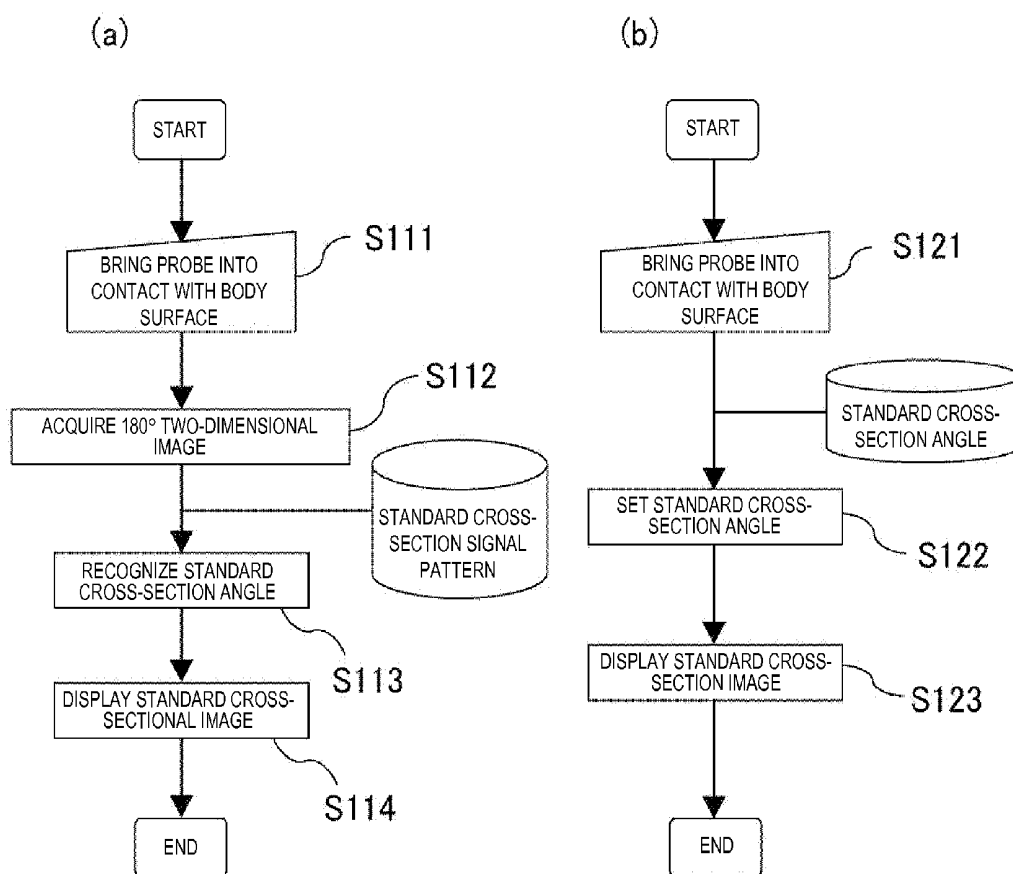 (a)
START
S111
BRING PROBE INTO
CONTACT WITH BODY
SURFACE
S112
ACQUIRE 180° TWO-DIMENSIONAL
IMAGE
STANDARD CROSS-
SECTION SIGNAL
PATTERN
RECOGNIZE STANDARD
CROSS-SECTION ANGLE
S113
DISPLAY STANDARD CROSS-
SECTIONAL IMAGE
S114
END
(b)
START
S121
BRING PROBE INTO
CONTACT WITH BODY
SURFACE
STANDARD CROSS-
SECTION ANGLE
SET STANDARD CROSS-
SECTION ANGLE
S122
DISPLAY STANDARD CROSS-
SECTION IMAGE
S123
END